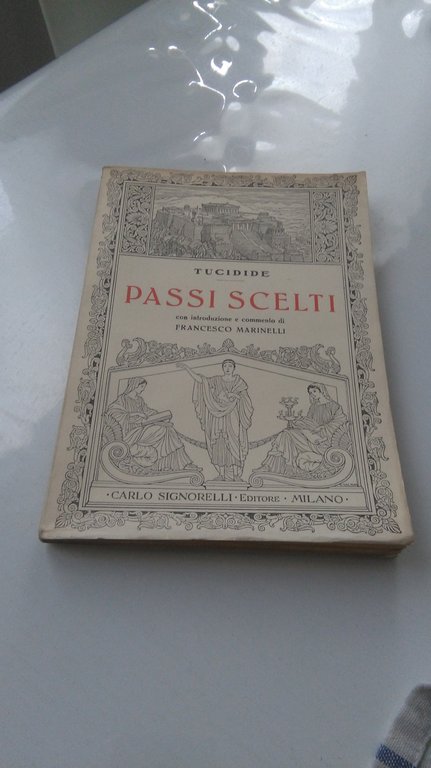 TUCIDIDE
PASSI SCELTI
con introduzione e commento di
FRANCESCO MARINELLI
· CARLO SIGNORELLI · EDITORE · MILANO ·